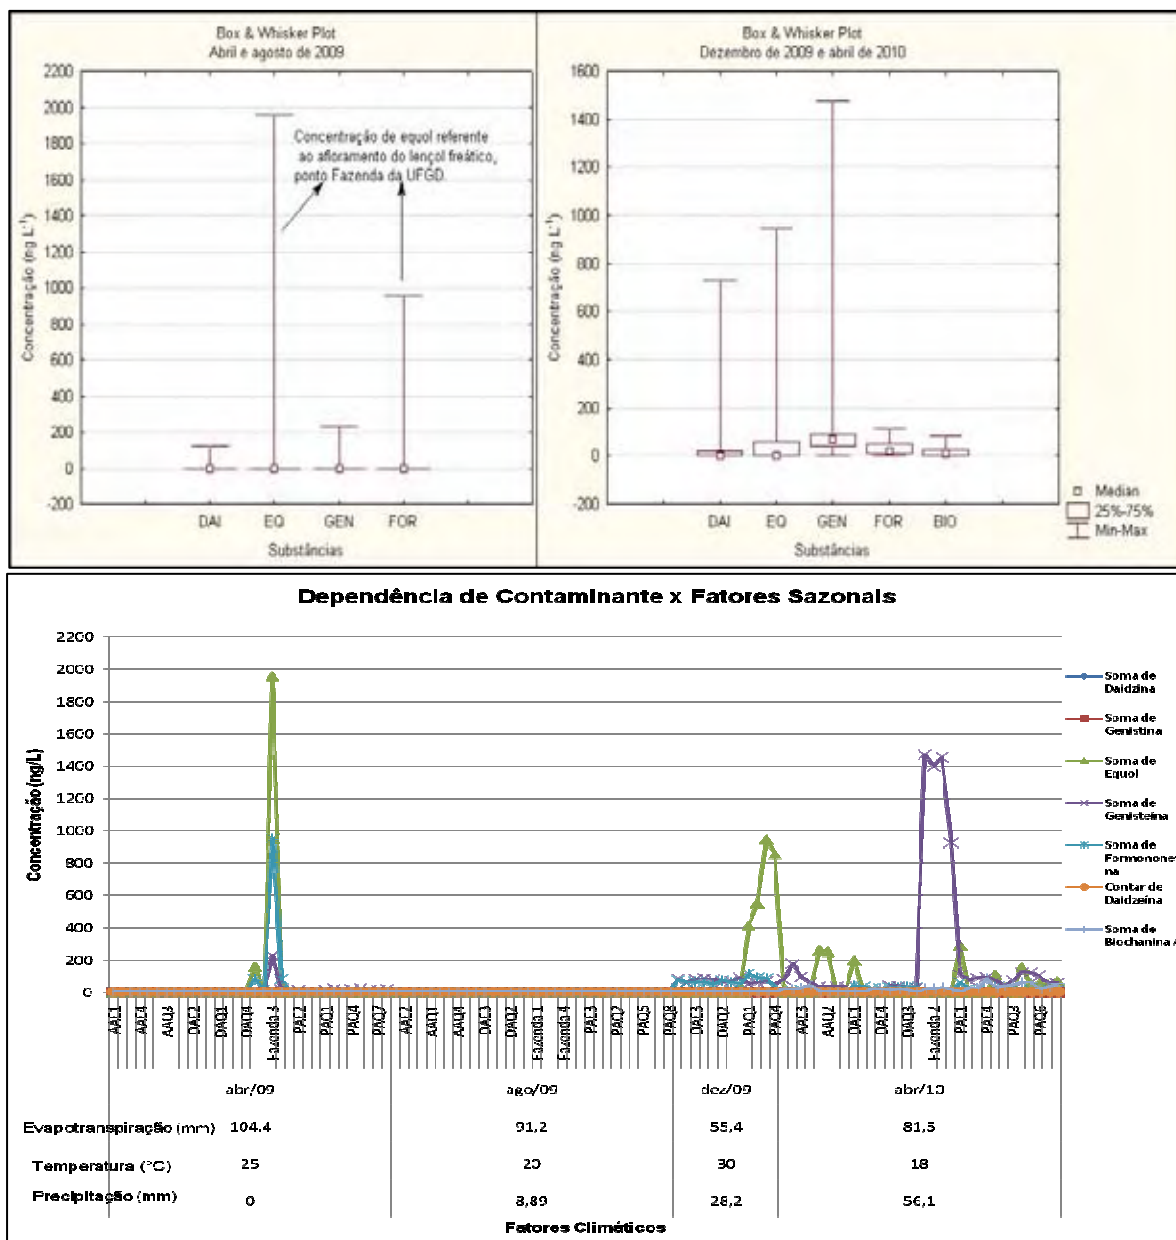 Box & Whisker Plot
Abril e agosto de 2009
2200
2000
1800
1600
1400
1200
1000
800
600
400
200
0
-200
Concentração (ng L⁻¹)
Concentração de equol referente
ao afloramento do lençol freático,
ponto Fazenda da UFGD.
DAI EQ GEN FOR
Substâncias
Box & Whisker Plot
Dezembro de 2009 e abril de 2010
1600
1400
1200
1000
800
600
400
200
0
-200
Concentração (ng L⁻¹)
DAI EQ GEN FOR BIO
Substâncias
Median
25%-75%
Min-Max
Dependência de Contaminante x Fatores Sazonais
2200
2000
1800
1600
1400
1200
1000
800
600
400
200
0
Concentração (ng/L)
Soma de
Daidzina
Soma de
Genistina
Soma de
Equol
Soma de
Genisteína
Soma de
Formononeti
na
Contar de
Daidzeína
Soma de
Biochanina A
AAC1 AAC4 AAQ3 DAC2 DAQ1 DAQ4 PAC2 PAQ1 PAQ4 PAQ7 AAC2 AAQ1 AAQ4 DAC3 DAQ2 Fazenda 1 Fazenda 4 PAC3 PAQ2 PAQ5 PAQ8 DAC3 DAQ2 PAQ1 PAQ4 AAC3 AAQ2 DAC1 DAC4 DAQ3 Fazenda 2 PAC1 PAC4 PAQ3 PAQ6
abr/09 ago/09 dez/09 abr/10
Evapotranspiração (mm) 104,4 91,2 55,4 81,5
Temperatura (°C) 25 20 30 18
Precipitação (mm) 0 8,89 28,2 56,1
Fatores Climéticos